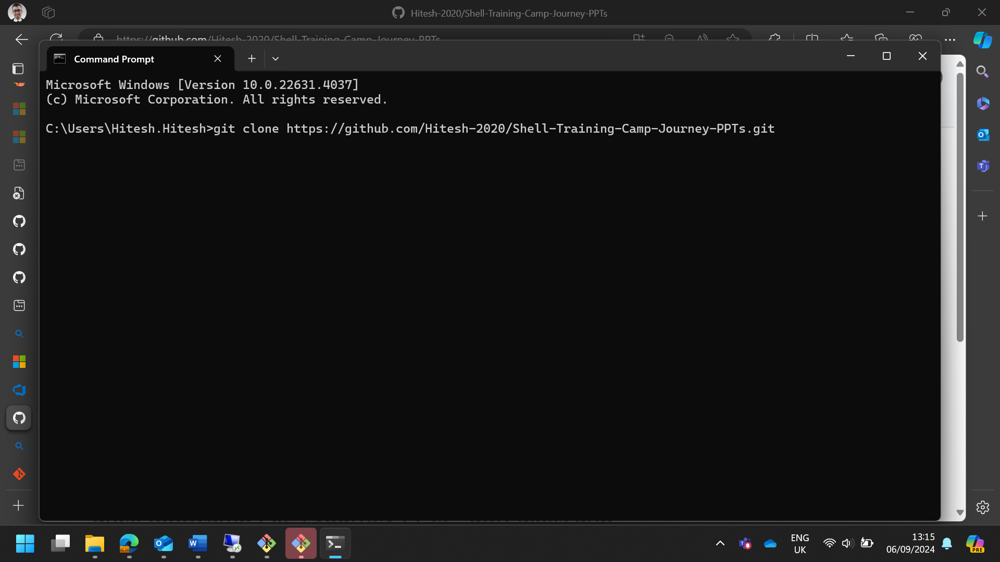 Hitesh-2020/Shell-Training-Camp-Journey-PPTs
https://github.com/Hitesh-2020/Shell-Training-Camp-Journey-PPTs
Command Prompt
Microsoft Windows [Version 10.0.22631.4037]
(c) Microsoft Corporation. All rights reserved.
C:\Users\Hitesh.Hitesh>git clone https://github.com/Hitesh-2020/Shell-Training-Camp-Journey-PPTs.git
ENG
UK
13:15
06/09/2024
PRE